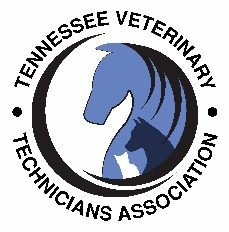 TENNESSEE VETERINARY
TECHNICIANS ASSOCIATION